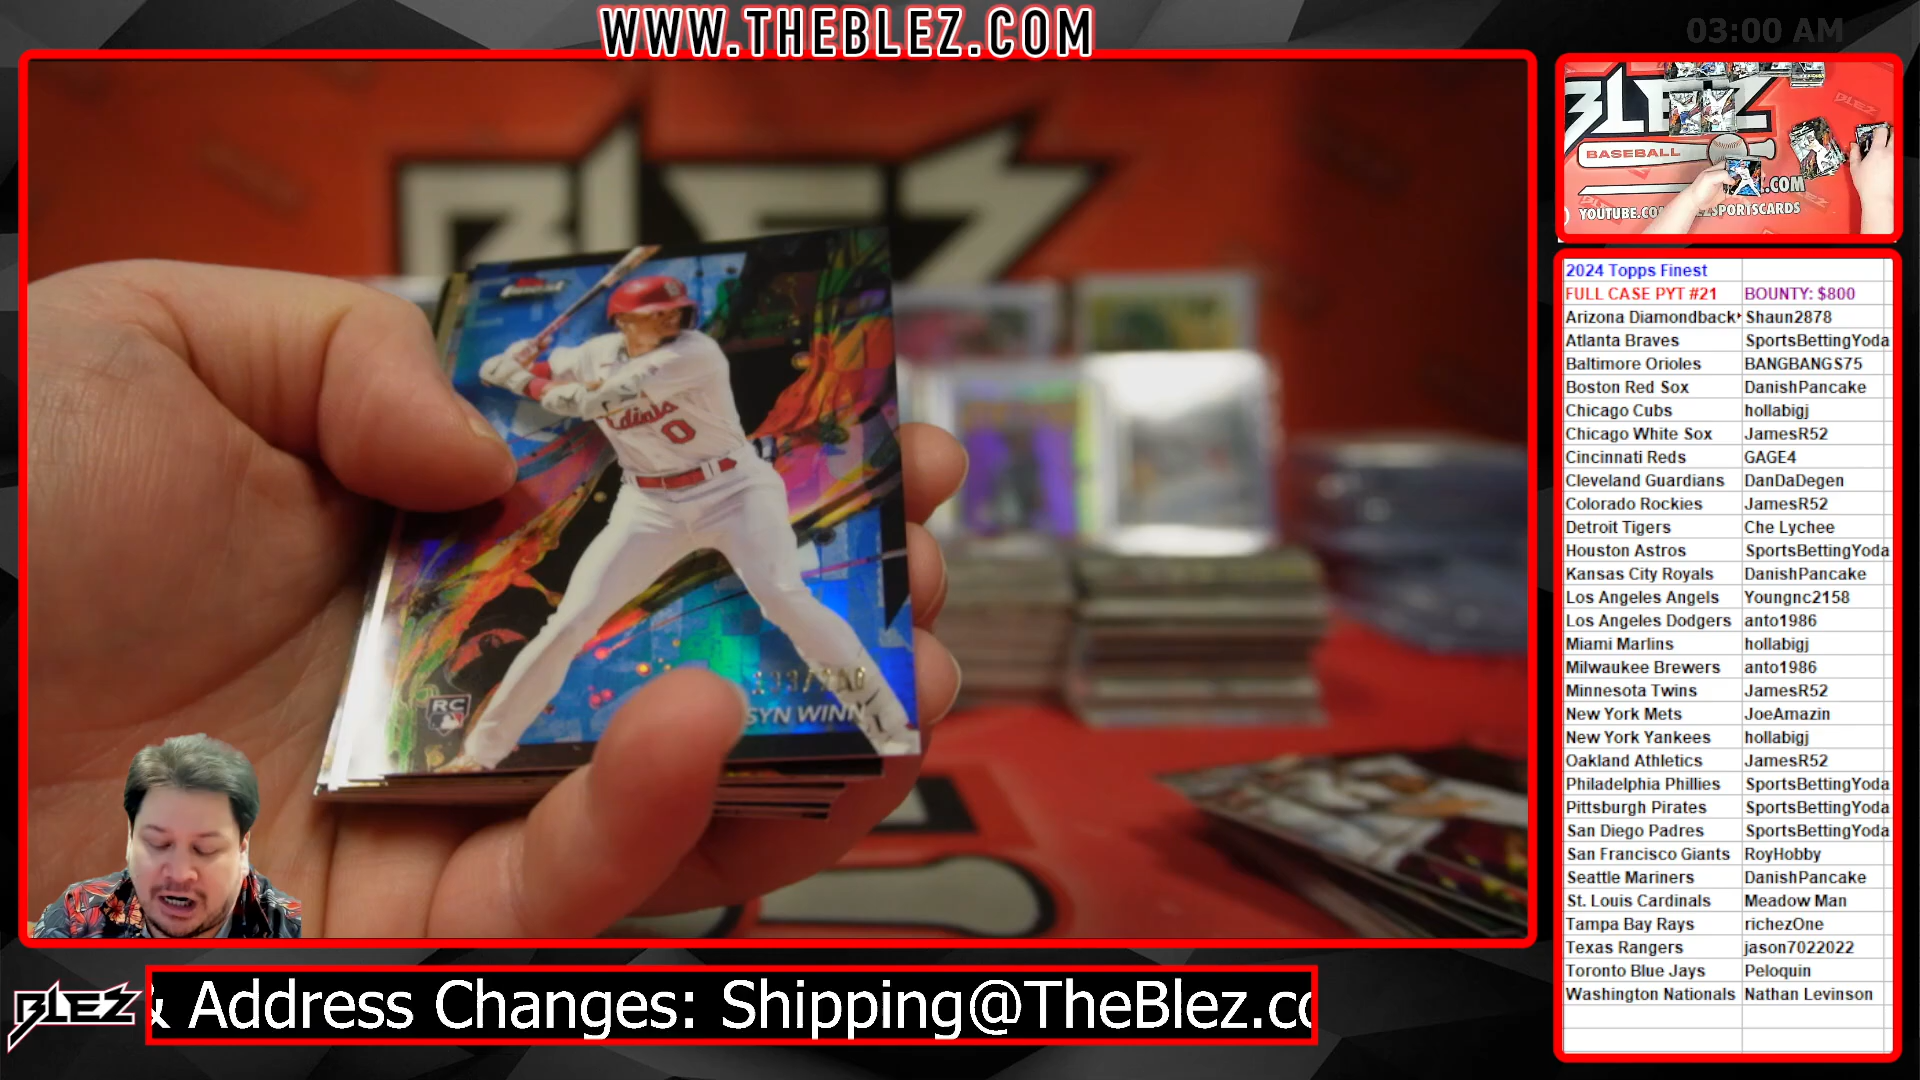 WWW.THEBLEZ.COM
03:00 AM
BLEZ
Cardinals
0
RC
SYN WINN
BLEZ
BASEBALL
.COM
YOUTUBE.CO
SPORTSCARDS
2024 Topps Finest
FULL CASE PYT #21 BOUNTY: $800
Arizona Diamondback Shaun2878
Atlanta Braves SportsBettingYoda
Baltimore Orioles BANGBANGS75
Boston Red Sox DanishPancake
Chicago Cubs hollabigj
Chicago White Sox JamesR52
Cincinnati Reds GAGE4
Cleveland Guardians DanDaDegen
Colorado Rockies JamesR52
Detroit Tigers Che Lychee
Houston Astros SportsBettingYoda
Kansas City Royals DanishPancake
Los Angeles Angels Youngnc2158
Los Angeles Dodgers anto1986
Miami Marlins hollabigj
Milwaukee Brewers anto1986
Minnesota Twins JamesR52
New York Mets JoeAmazin
New York Yankees hollabigj
Oakland Athletics JamesR52
Philadelphia Phillies SportsBettingYoda
Pittsburgh Pirates SportsBettingYoda
San Diego Padres SportsBettingYoda
San Francisco Giants RoyHobby
Seattle Mariners DanishPancake
St. Louis Cardinals Meadow Man
Tampa Bay Rays richezOne
Texas Rangers jason7022022
Toronto Blue Jays Peloquin
Washington Nationals Nathan Levinson
BLEZ
& Address Changes: Shipping@TheBlez.co